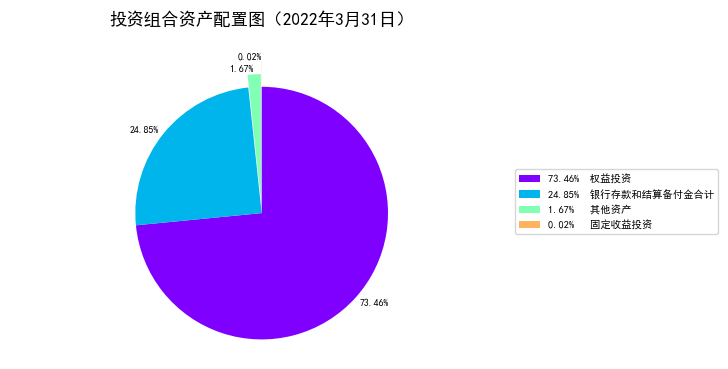 投资组合资产配置图（2022年3月31日）
0.02%
1.67%
24.85%
73.46%
73.46% 权益投资
24.85% 银行存款和结算备付金合计
1.67% 其他资产
0.02% 固定收益投资